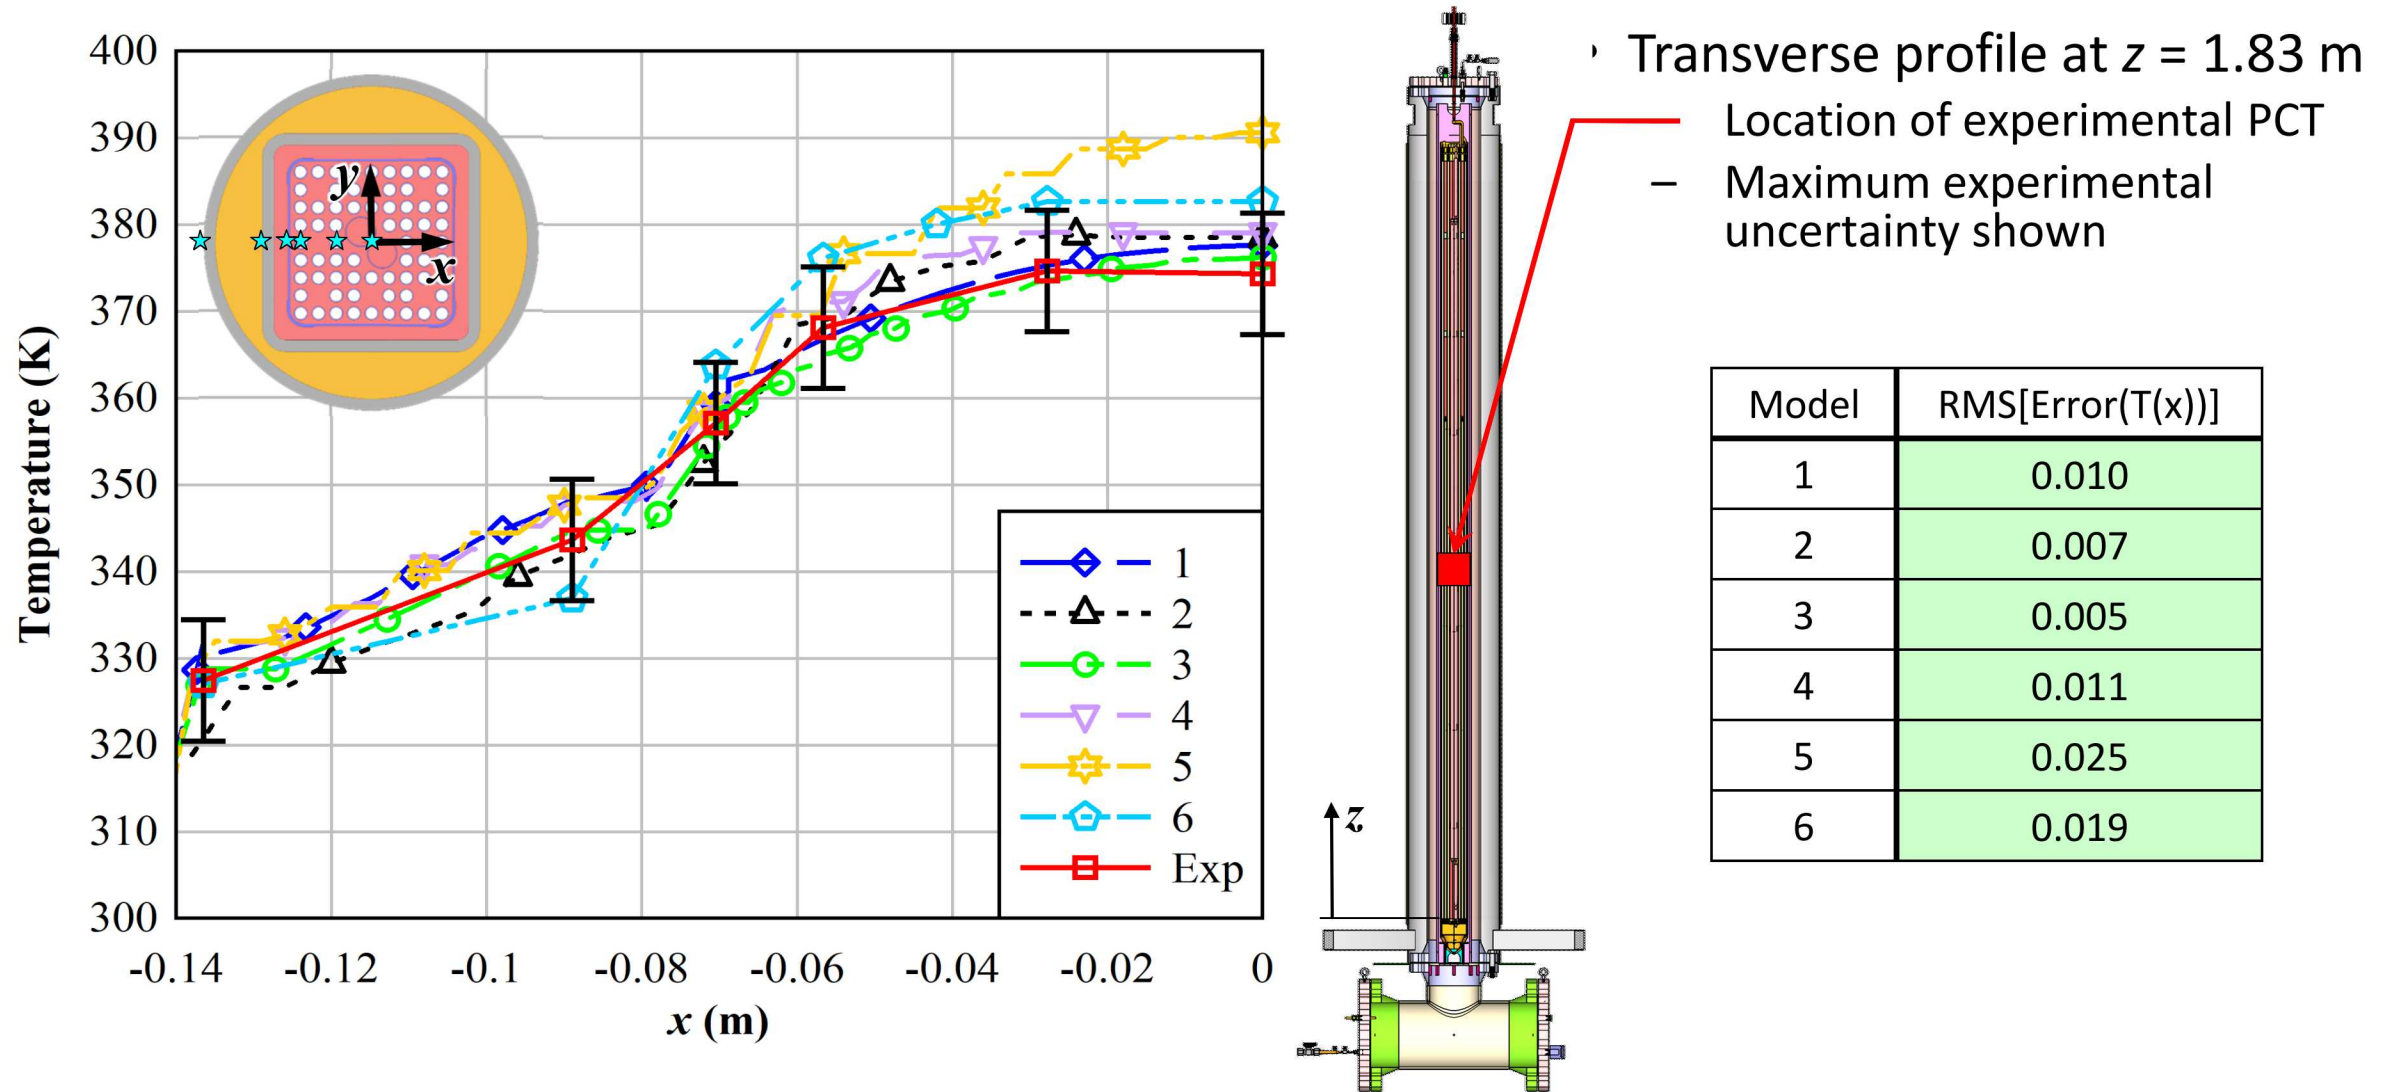 Transverse profile at z = 1.83 m
Location of experimental PCT
– Maximum experimental
uncertainty shown
400
390
380
370
360
350
340
330
320
310
300
Temperature (K)
-0.14 -0.12 -0.1 -0.08 -0.06 -0.04 -0.02 0
x (m)
y
x
1
2
3
4
5
6
Exp
z
Model RMS[Error(T(x))]
1 0.010
2 0.007
3 0.005
4 0.011
5 0.025
6 0.019